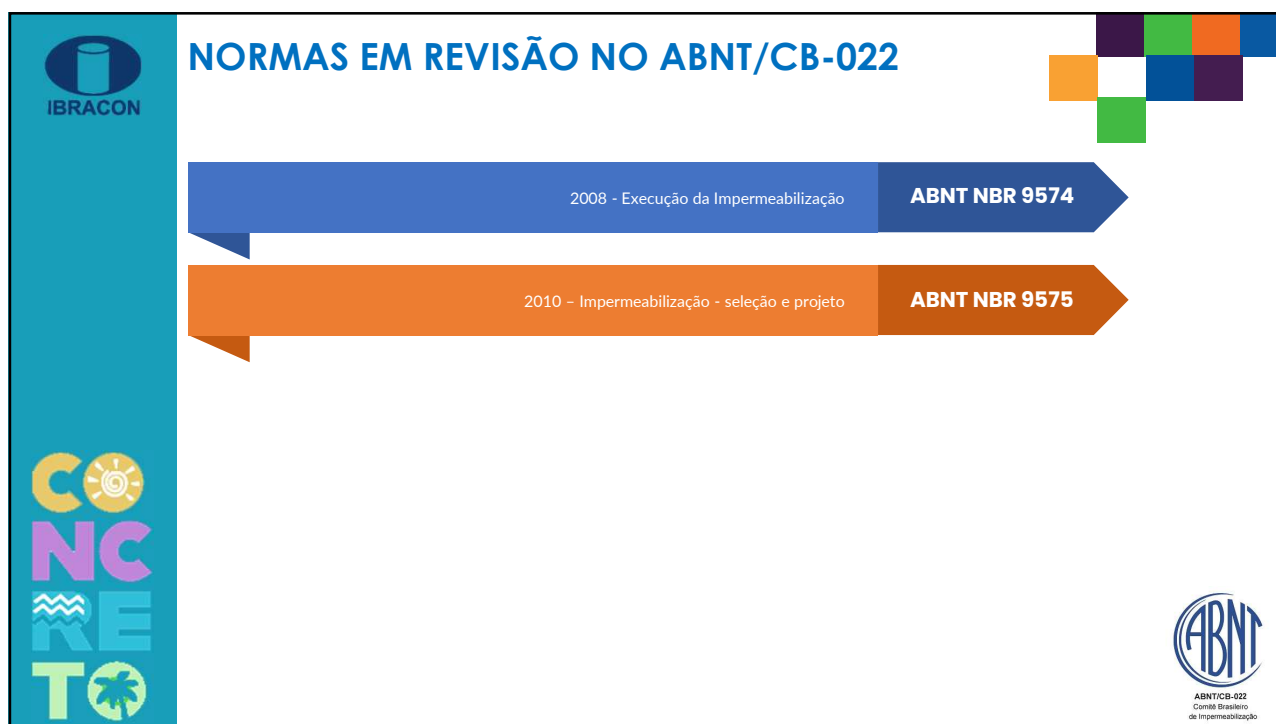 IBRACON
NORMAS EM REVISÃO NO ABNT/CB-022
2008 - Execução da Impermeabilização
ABNT NBR 9574
2010 – Impermeabilização - seleção e projeto
ABNT NBR 9575
CO
NC
RE
TO
ABNT
ABNT/CB-022
Comitê Brasileiro
de Impermeabilização